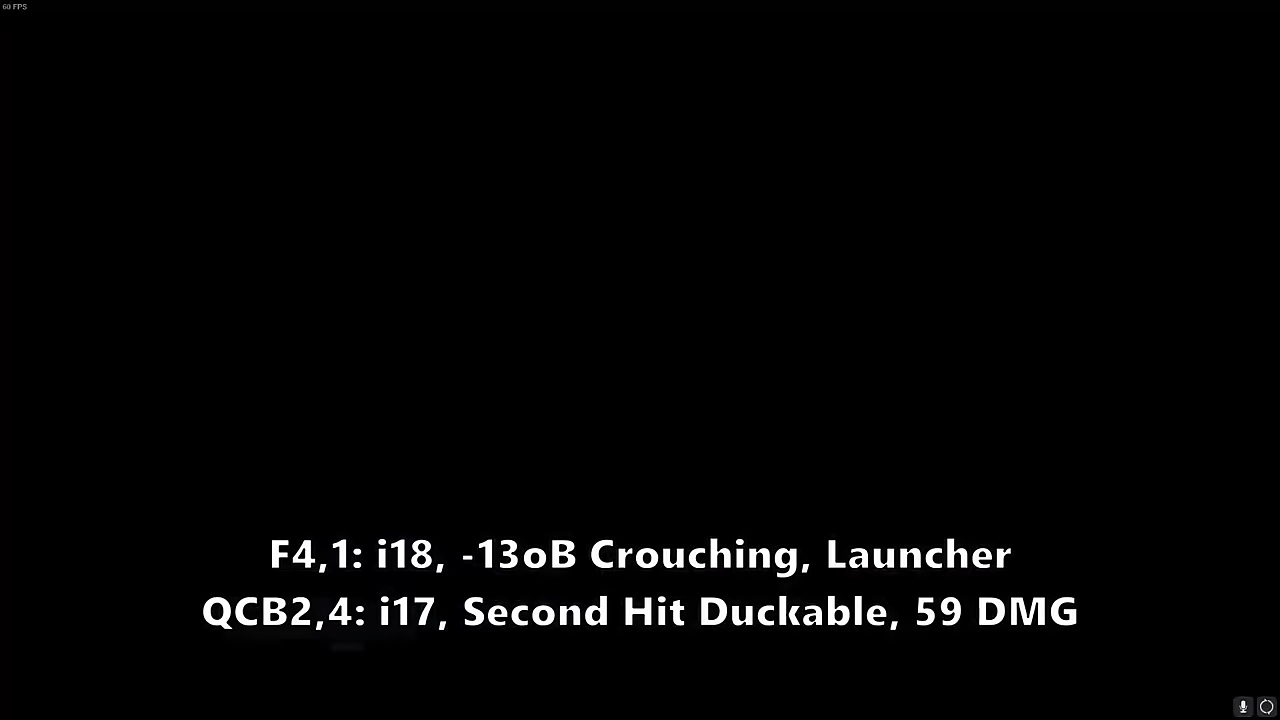 60 FPS
F4,1: i18, -13oB Crouching, Launcher
QCB2,4: i17, Second Hit Duckable, 59 DMG